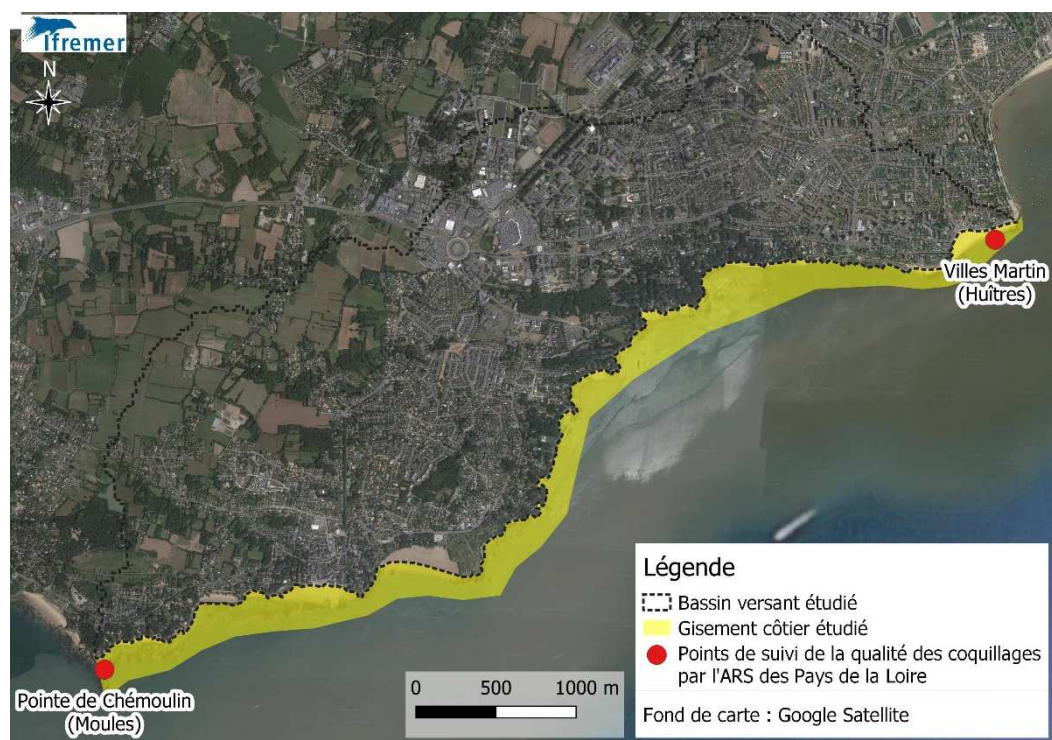 Ifremer
N
Villes Martin
(Huîtres)
Pointe de Chémoulin
(Moules)
0 500 1000 m
Légende
Bassin versant étudié
Gisement côtier étudié
Points de suivi de la qualité des coquillages
par l'ARS des Pays de la Loire
Fond de carte : Google Satellite